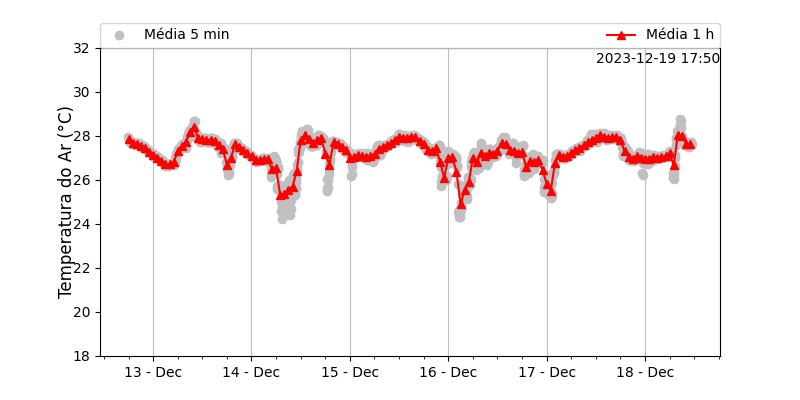 Média 5 min
Média 1 h
2023-12-19 17:50
Temperatura do Ar (°C)
32
30
28
26
24
22
20
18
13 - Dec
14 - Dec
15 - Dec
16 - Dec
17 - Dec
18 - Dec